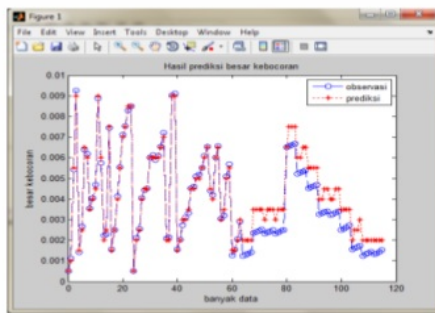 Figure 1
File Edit View Insert Tools Desktop Window Help
Hasil prediksi besar kebocoran
observasi
prediksi
besar kebocoran
0.01
0.009
0.008
0.007
0.006
0.005
0.004
0.003
0.002
0.001
0
0 20 40 60 80 100 120
banyak data